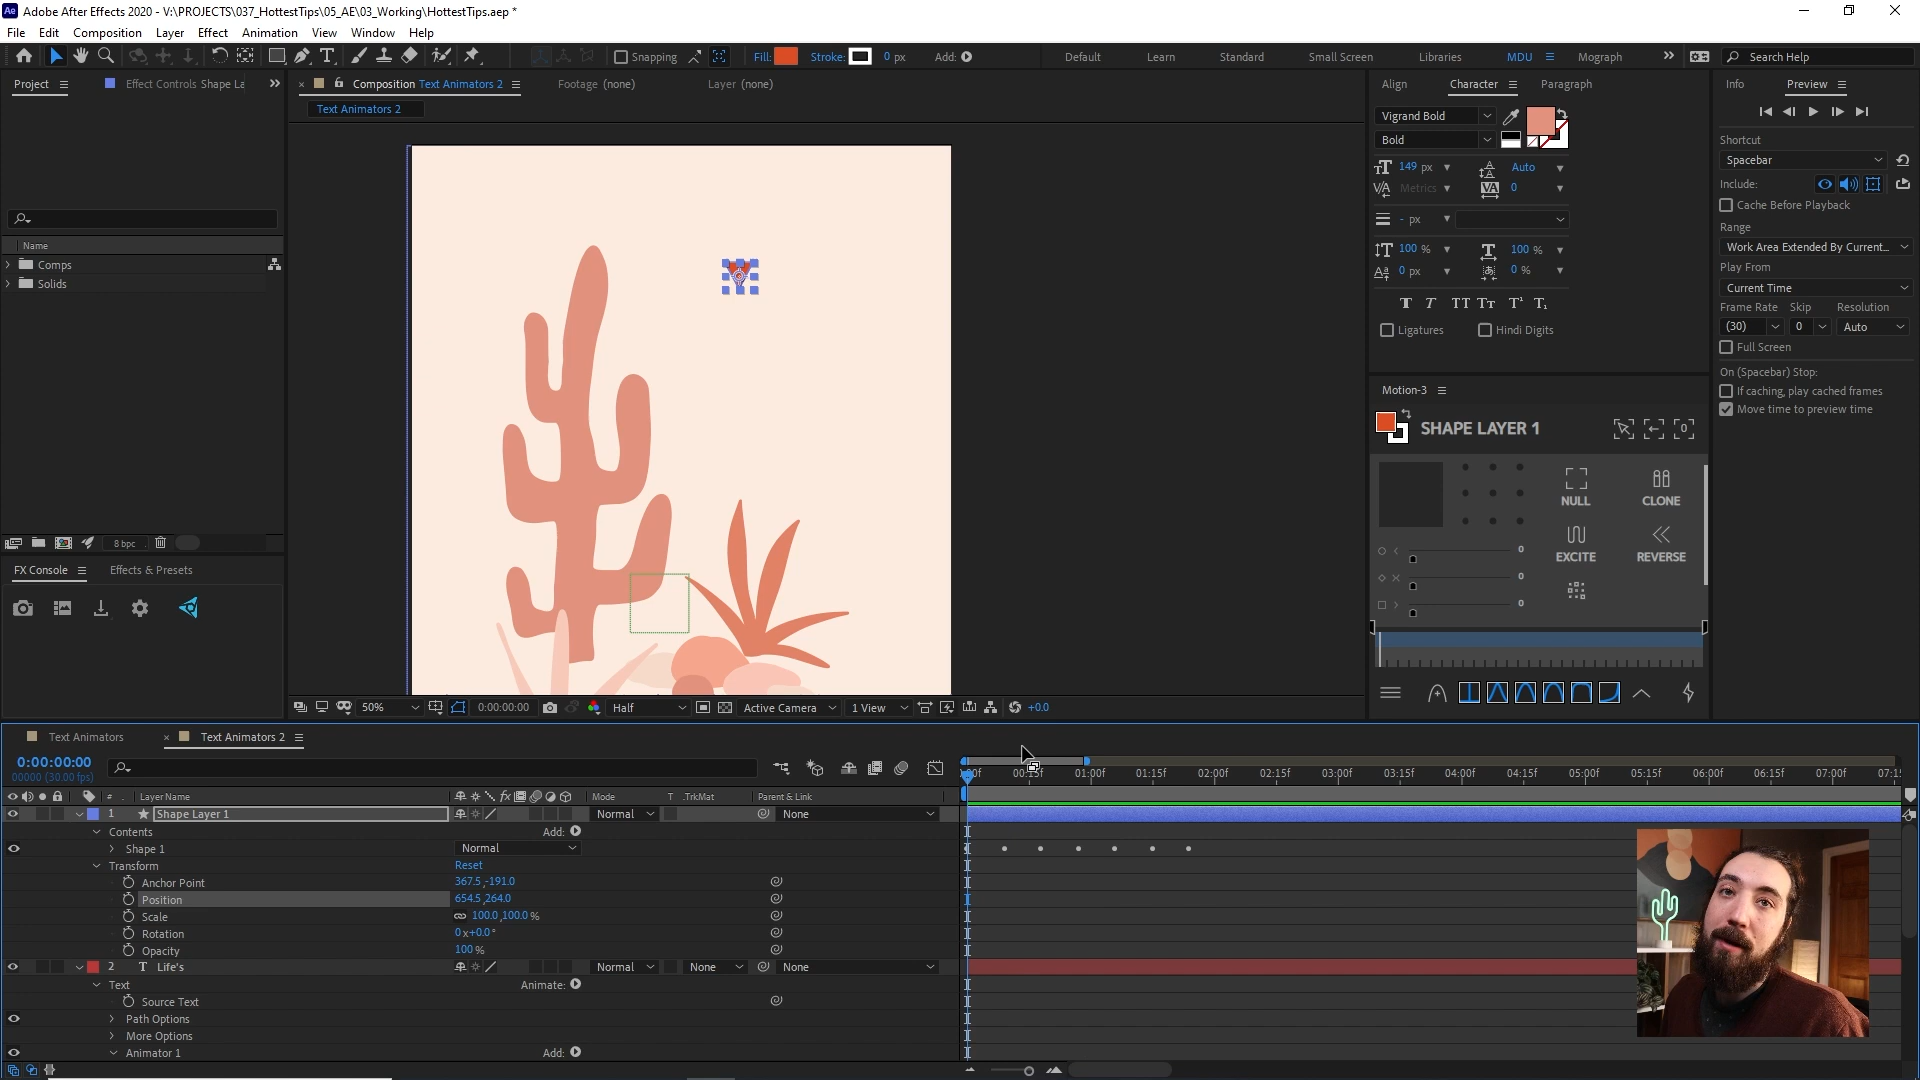 Ae Adobe After Effects 2020 - V:\PROJECTS\037_HottestTips\05_AE\03_Working\HottestTips.aep *
File Edit Composition Layer Effect Animation View Window Help
Snapping Fill: Stroke: 0 px Add: Default Learn Standard Small Screen Libraries MDU Mograph Search Help
Project Effect Controls Shape La Composition Text Animators 2 Footage (none) Layer (none) Align Character Paragraph Info Preview
Text Animators 2
Vigrand Bold
Bold
149 px Auto
Metrics 0
- px
100 % 100 %
0 px 0 %
Ligatures Hindi Digits
Shortcut
Spacebar
Include:
Cache Before Playback
Range
Work Area Extended By Current...
Play From
Current Time
Frame Rate Skip Resolution
(30) 0 Auto
Full Screen
On (Spacebar) Stop:
If caching, play cached frames
Move time to preview time
Name
Comps
Solids
8 bpc
FX Console Effects & Presets
Motion-3
SHAPE LAYER 1
NULL CLONE
EXCITE REVERSE
0
0
0
50% 0:00:00:00 Half Active Camera 1 View +0.0
Text Animators Text Animators 2
0:00:00:00
00000 (30.00 fps)
:00f 00:15f 01:00f 01:15f 02:00f 02:15f 03:00f 03:15f 04:00f 04:15f 05:00f 05:15f 06:00f 06:15f 07:00f 07:15
# Layer Name Mode T .TrkMat Parent & Link
1 Shape Layer 1 Normal None
Contents Add:
Shape 1 Normal
Transform Reset
Anchor Point 367.5,-191.0
Position 654.5,264.0
Scale 100.0,100.0 %
Rotation 0x+0.0°
Opacity 100 %
2 T Life's Normal None None
Text Animate:
Source Text
Path Options
More Options
Animator 1 Add: